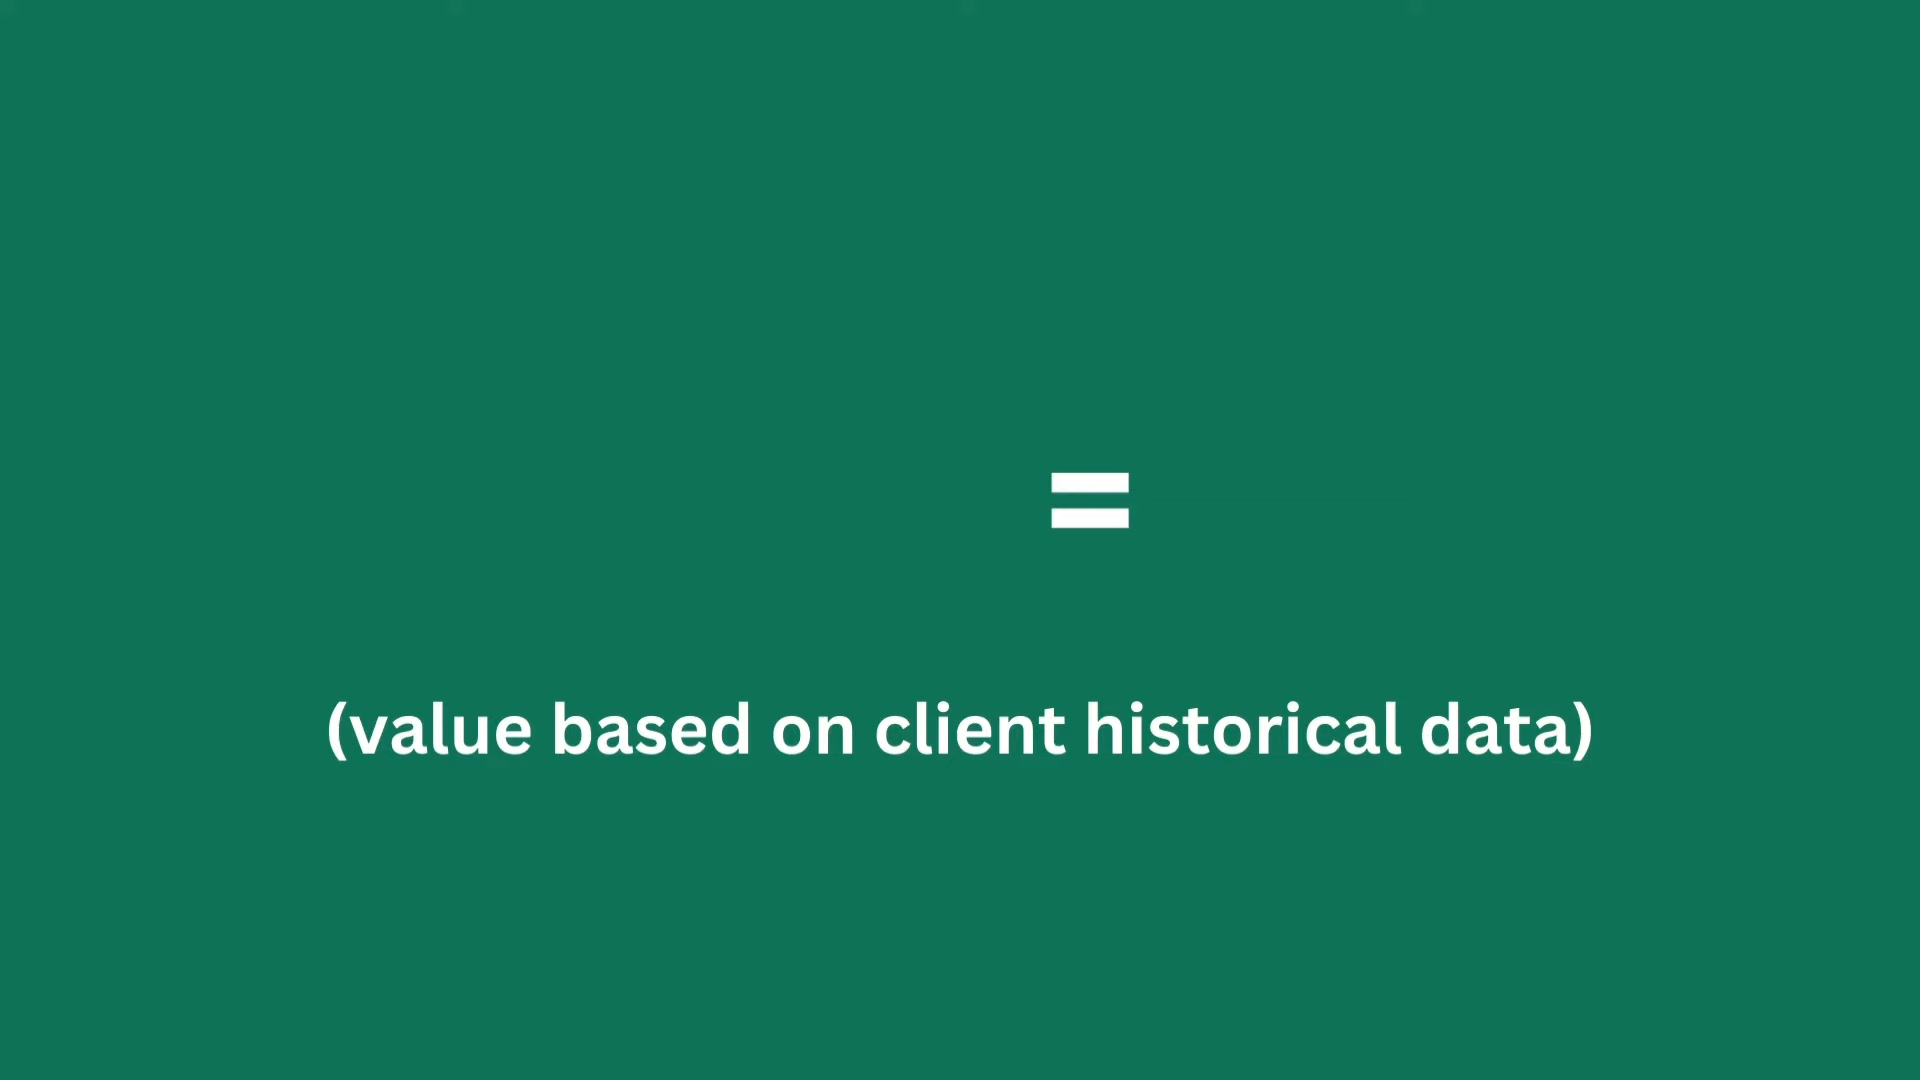 =
(value based on client historical data)